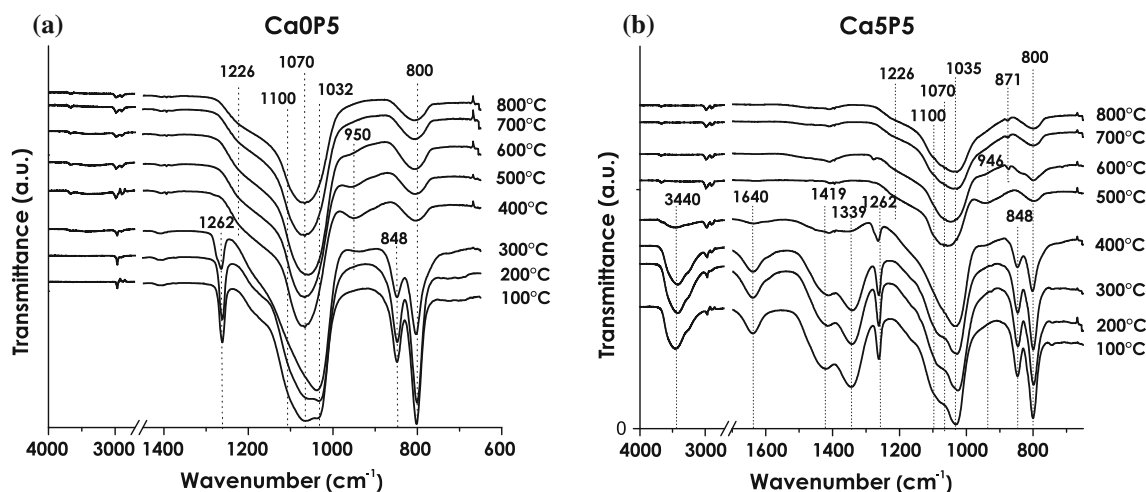 (a) Ca0P5
1226
1070
1100
1032
800
950
1262
848
800°C
700°C
600°C
500°C
400°C
300°C
200°C
100°C
Transmittance (a.u.)
4000 3000 1400 1200 1000 800 600
Wavenumber (cm-1)
(b) Ca5P5
1226
1035
1070
1100
871
800
946
3440
1640
1419
1339
1262
848
800°C
700°C
600°C
500°C
400°C
300°C
200°C
100°C
Transmittance (a.u.)
0
4000 3000 1600 1400 1200 1000 800
Wavenumber (cm-1)